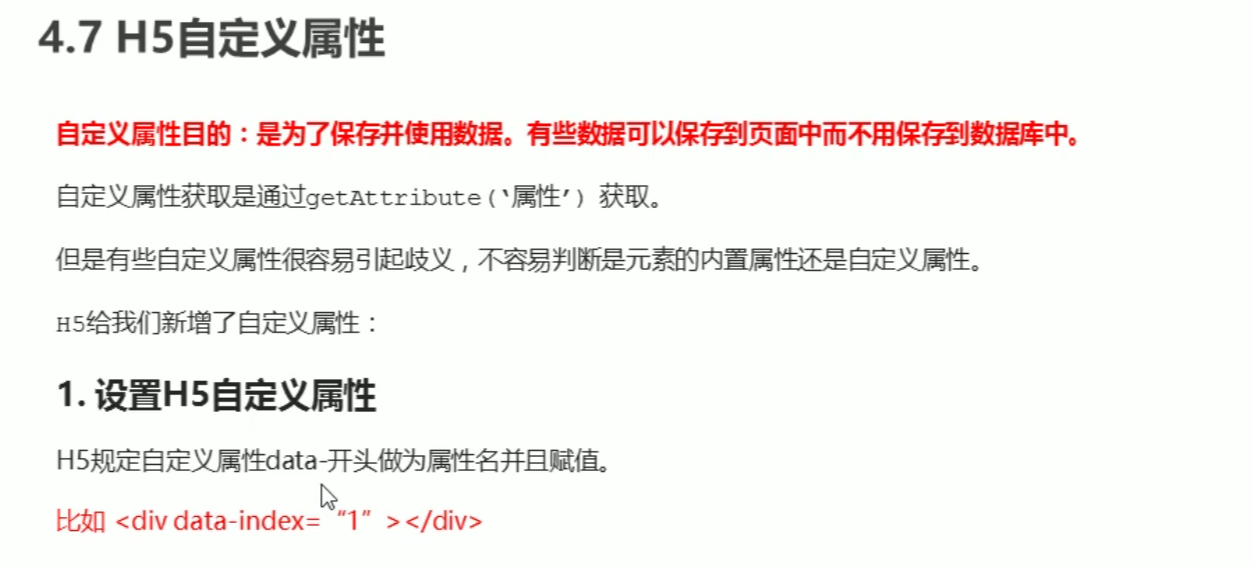 4.7 H5自定义属性
自定义属性目的：是为了保存并使用数据。有些数据可以保存到页面中而不用保存到数据库中。
自定义属性获取是通过getAttribute(‘属性’) 获取。
但是有些自定义属性很容易引起歧义，不容易判断是元素的内置属性还是自定义属性。
H5给我们新增了自定义属性：
1. 设置H5自定义属性
H5规定自定义属性data-开头做为属性名并且赋值。
比如 <div data-index=“1”></div>